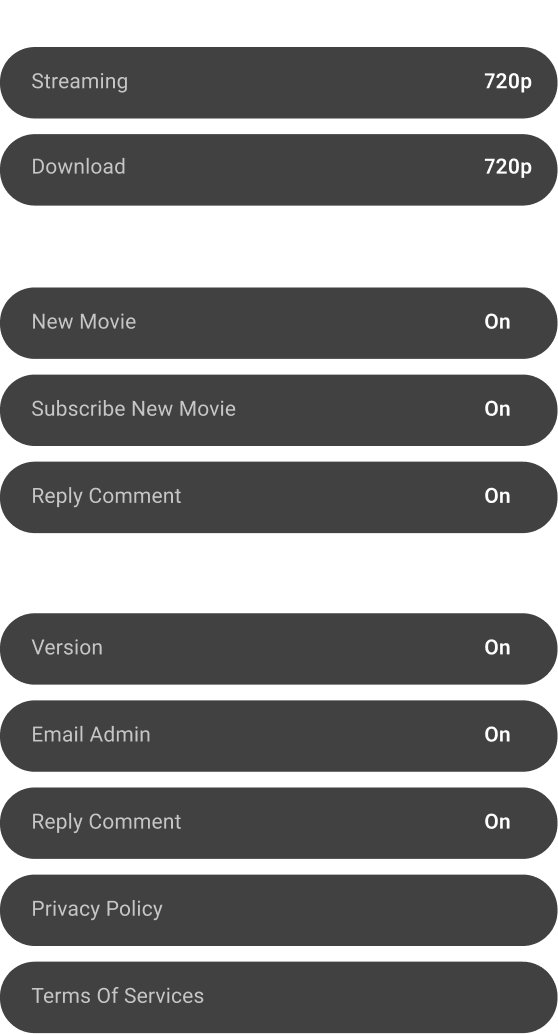 Streaming 720p
Download 720p
New Movie On
Subscribe New Movie On
Reply Comment On
Version On
Email Admin On
Reply Comment On
Privacy Policy
Terms Of Services